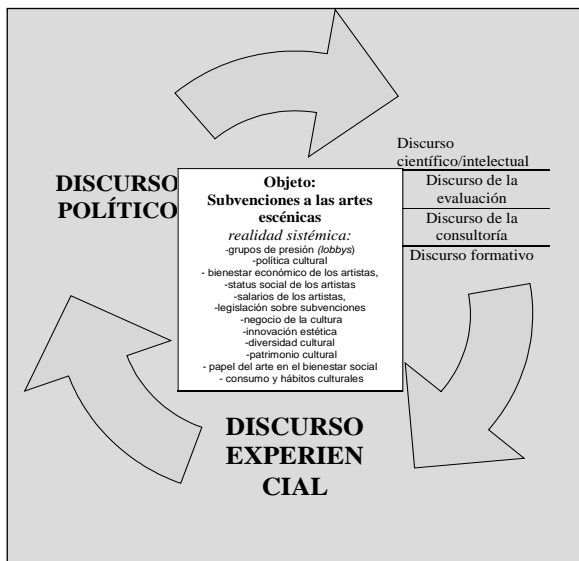 DISCURSO
POLÍTICO
Objeto:
Subvenciones a las artes
escénicas
realidad sistémica:
-grupos de presión (lobbys)
-política cultural
- bienestar económico de los artistas,
-status social de los artistas
-salarios de los artistas,
-legislación sobre subvenciones
-negocio de la cultura
-innovación estética
-diversidad cultural
-patrimonio cultural
- papel del arte en el bienestar social
- consumo y hábitos culturales
Discurso
científico/intelectual
Discurso de la
evaluación
Discurso de la
consultoría
Discurso formativo
DISCURSO
EXPERIEN
CIAL